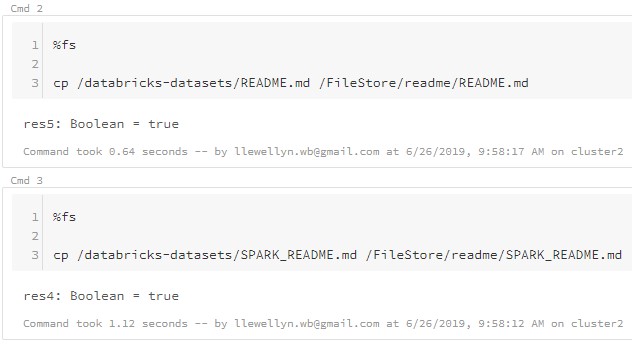 Cmd 2
1 %fs
2
3 cp /databricks-datasets/README.md /FileStore/readme/README.md
res5: Boolean = true
Command took 0.64 seconds -- by llewellyn.wb@gmail.com at 6/26/2019, 9:58:17 AM on cluster2
Cmd 3
1 %fs
2
3 cp /databricks-datasets/SPARK_README.md /FileStore/readme/SPARK_README.md
res4: Boolean = true
Command took 1.12 seconds -- by llewellyn.wb@gmail.com at 6/26/2019, 9:58:12 AM on cluster2